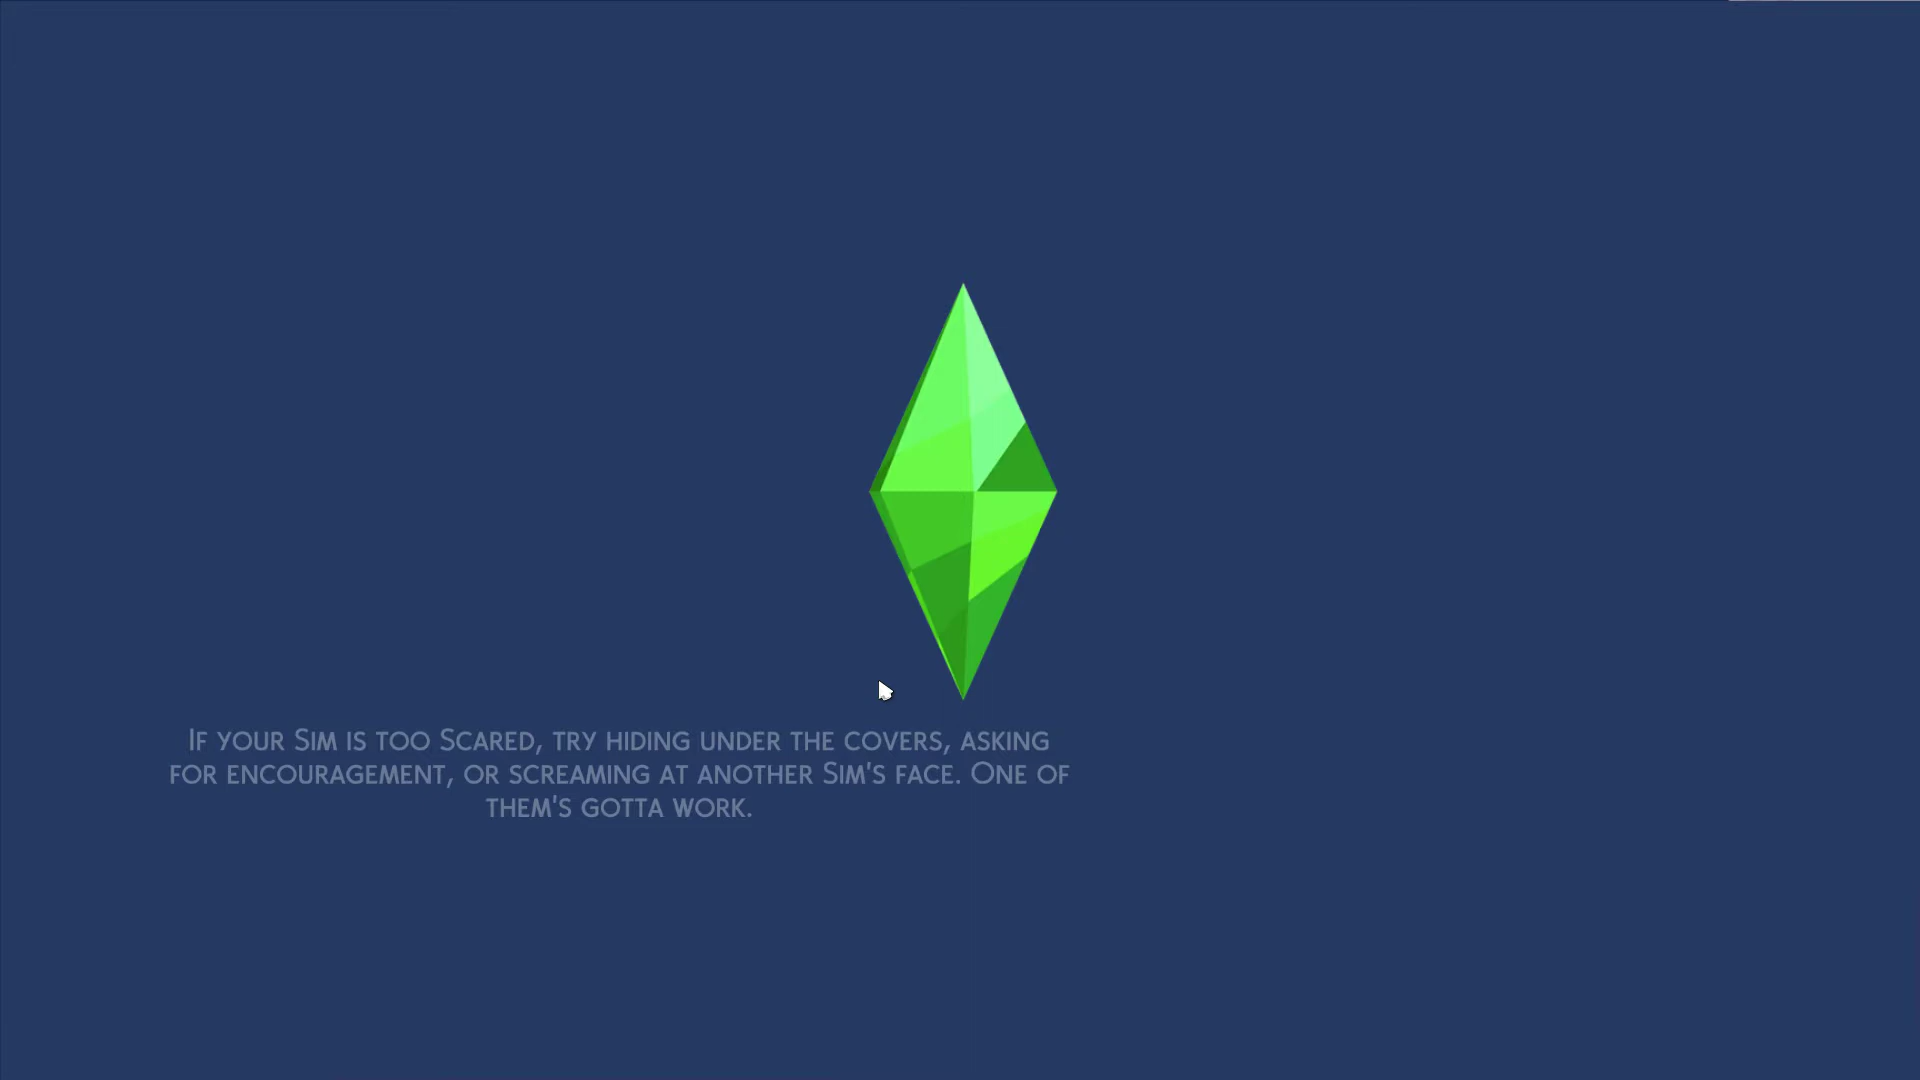 If your Sim is too Scared, try hiding under the covers, asking
for encouragement, or screaming at another Sim's face. One of
them's gotta work.